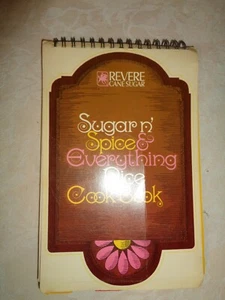 REVERE
CANE SUGAR
Sugar n'
Spice &
Everything
Nice
Cook Book